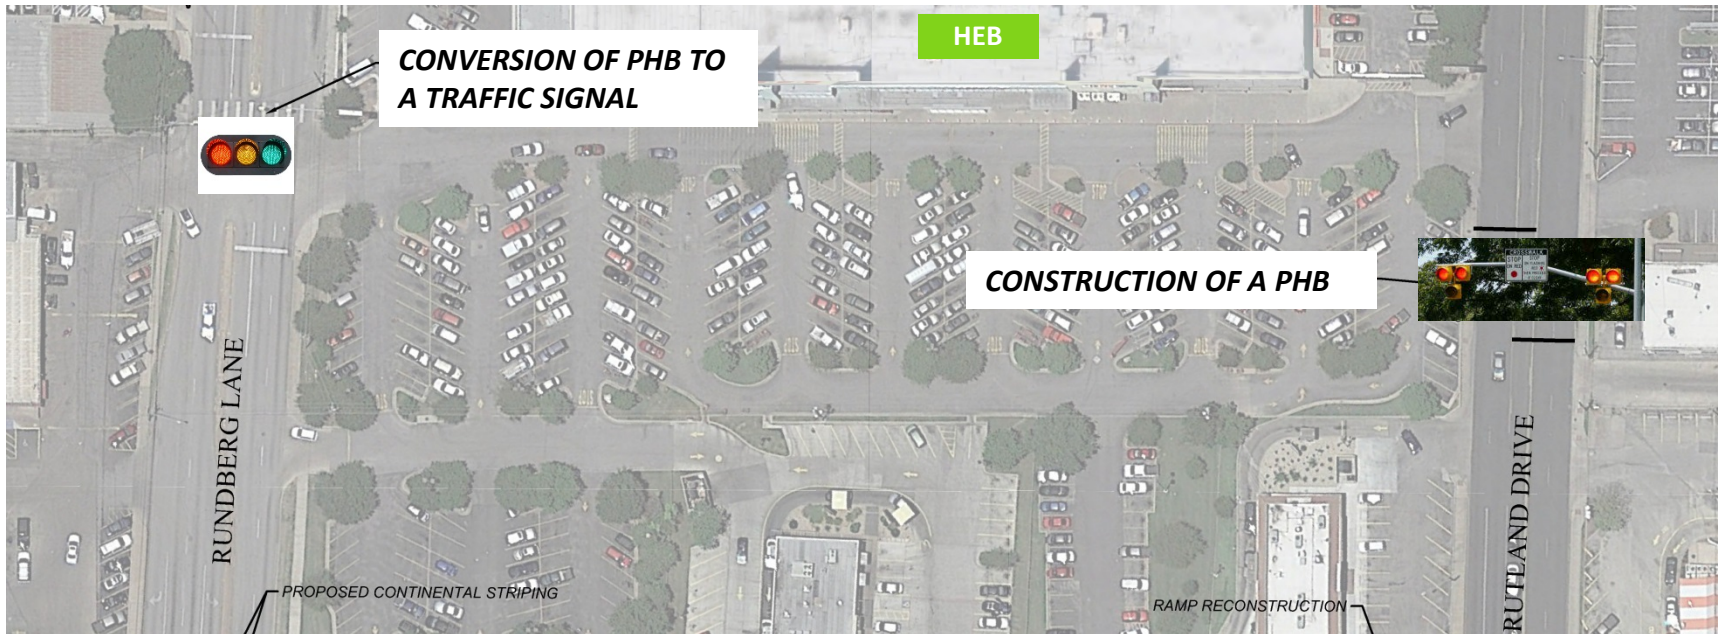 HEB
CONVERSION OF PHB TO
A TRAFFIC SIGNAL
CONSTRUCTION OF A PHB
CROSSWALK
RUNDBERG LANE
RUTLAND DRIVE
PROPOSED CONTINENTAL STRIPING
RAMP RECONSTRUCTION